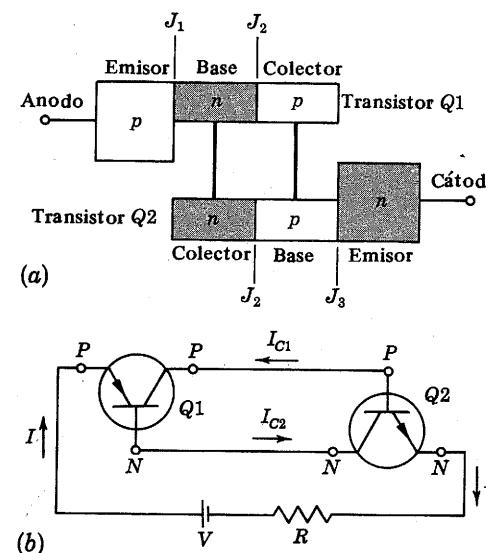 J1 J2
Emisor Base Colector
Anodo
n p Transistor Q1
p
Cátod
Transistor Q2 n p n
Colector Base Emisor
(a)
J2 J3
IC1
P P P
Q1 Q2
I IC2
N N N
V R
(b)